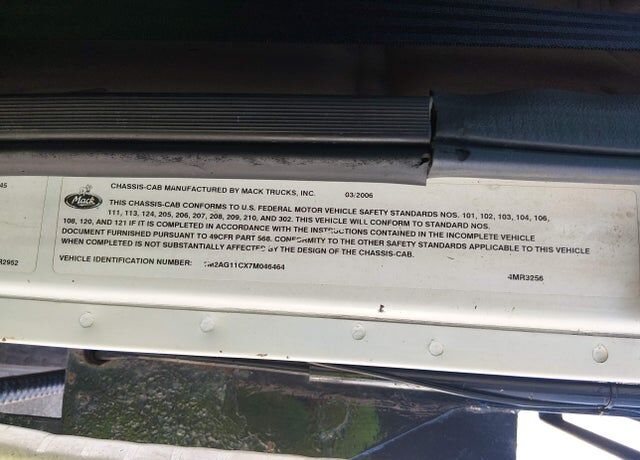 45
Mack
CHASSIS-CAB MANUFACTURED BY MACK TRUCKS, INC. 03/2006
THIS CHASSIS-CAB CONFORMS TO U.S. FEDERAL MOTOR VEHICLE SAFETY STANDARDS NOS. 101, 102, 103, 104, 106,
111, 113, 124, 205, 206, 207, 208, 209, 210, AND 302. THIS VEHICLE WILL CONFORM TO STANDARD NOS.
108, 120, AND 121 IF IT IS COMPLETED IN ACCORDANCE WITH THE INSTRUCTIONS CONTAINED IN THE INCOMPLETE VEHICLE
DOCUMENT FURNISHED PURSUANT TO 49CFR PART 568. CONFORMITY TO THE OTHER SAFETY STANDARDS APPLICABLE TO THIS VEHICLE
WHEN COMPLETED IS NOT SUBSTANTIALLY AFFECTED BY THE DESIGN OF THE CHASSIS-CAB.
R2952
VEHICLE IDENTIFICATION NUMBER: 1M2AG11CX7M046464
4MR3256